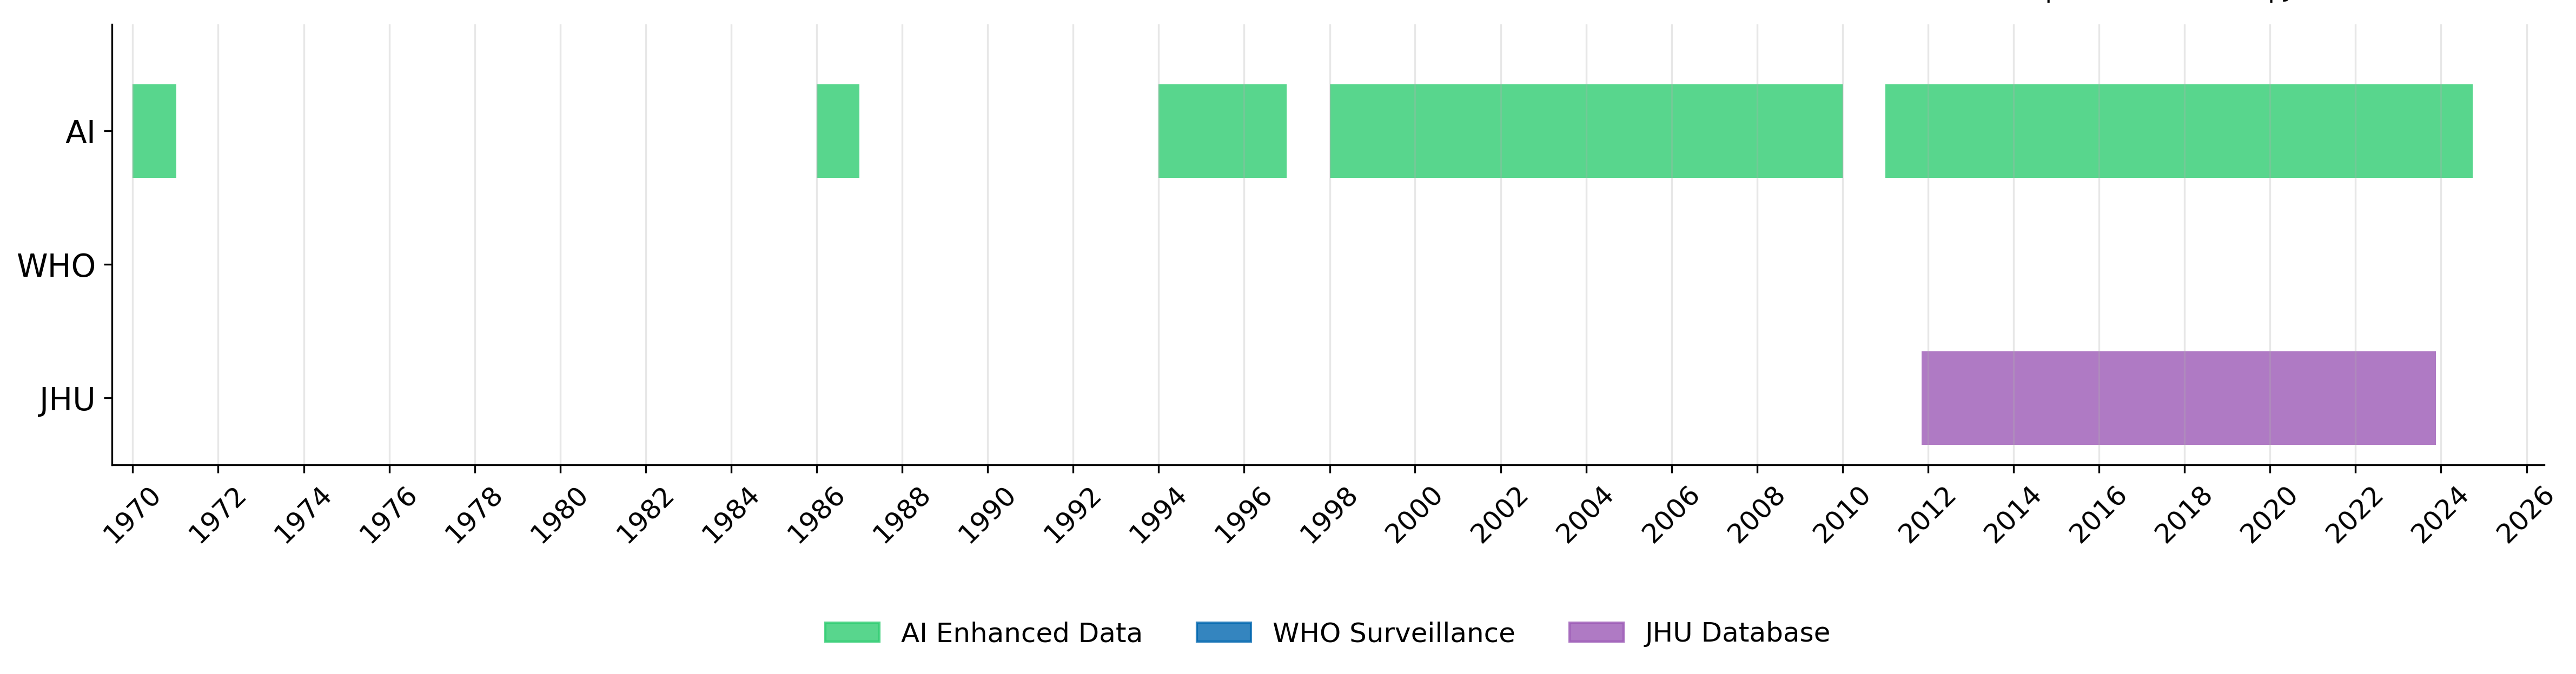 AI
WHO
JHU
1970 1972 1974 1976 1978 1980 1982 1984 1986 1988 1990 1992 1994 1996 1998 2000 2002 2004 2006 2008 2010 2012 2014 2016 2018 2020 2022 2024 2026
AI Enhanced Data WHO Surveillance JHU Database